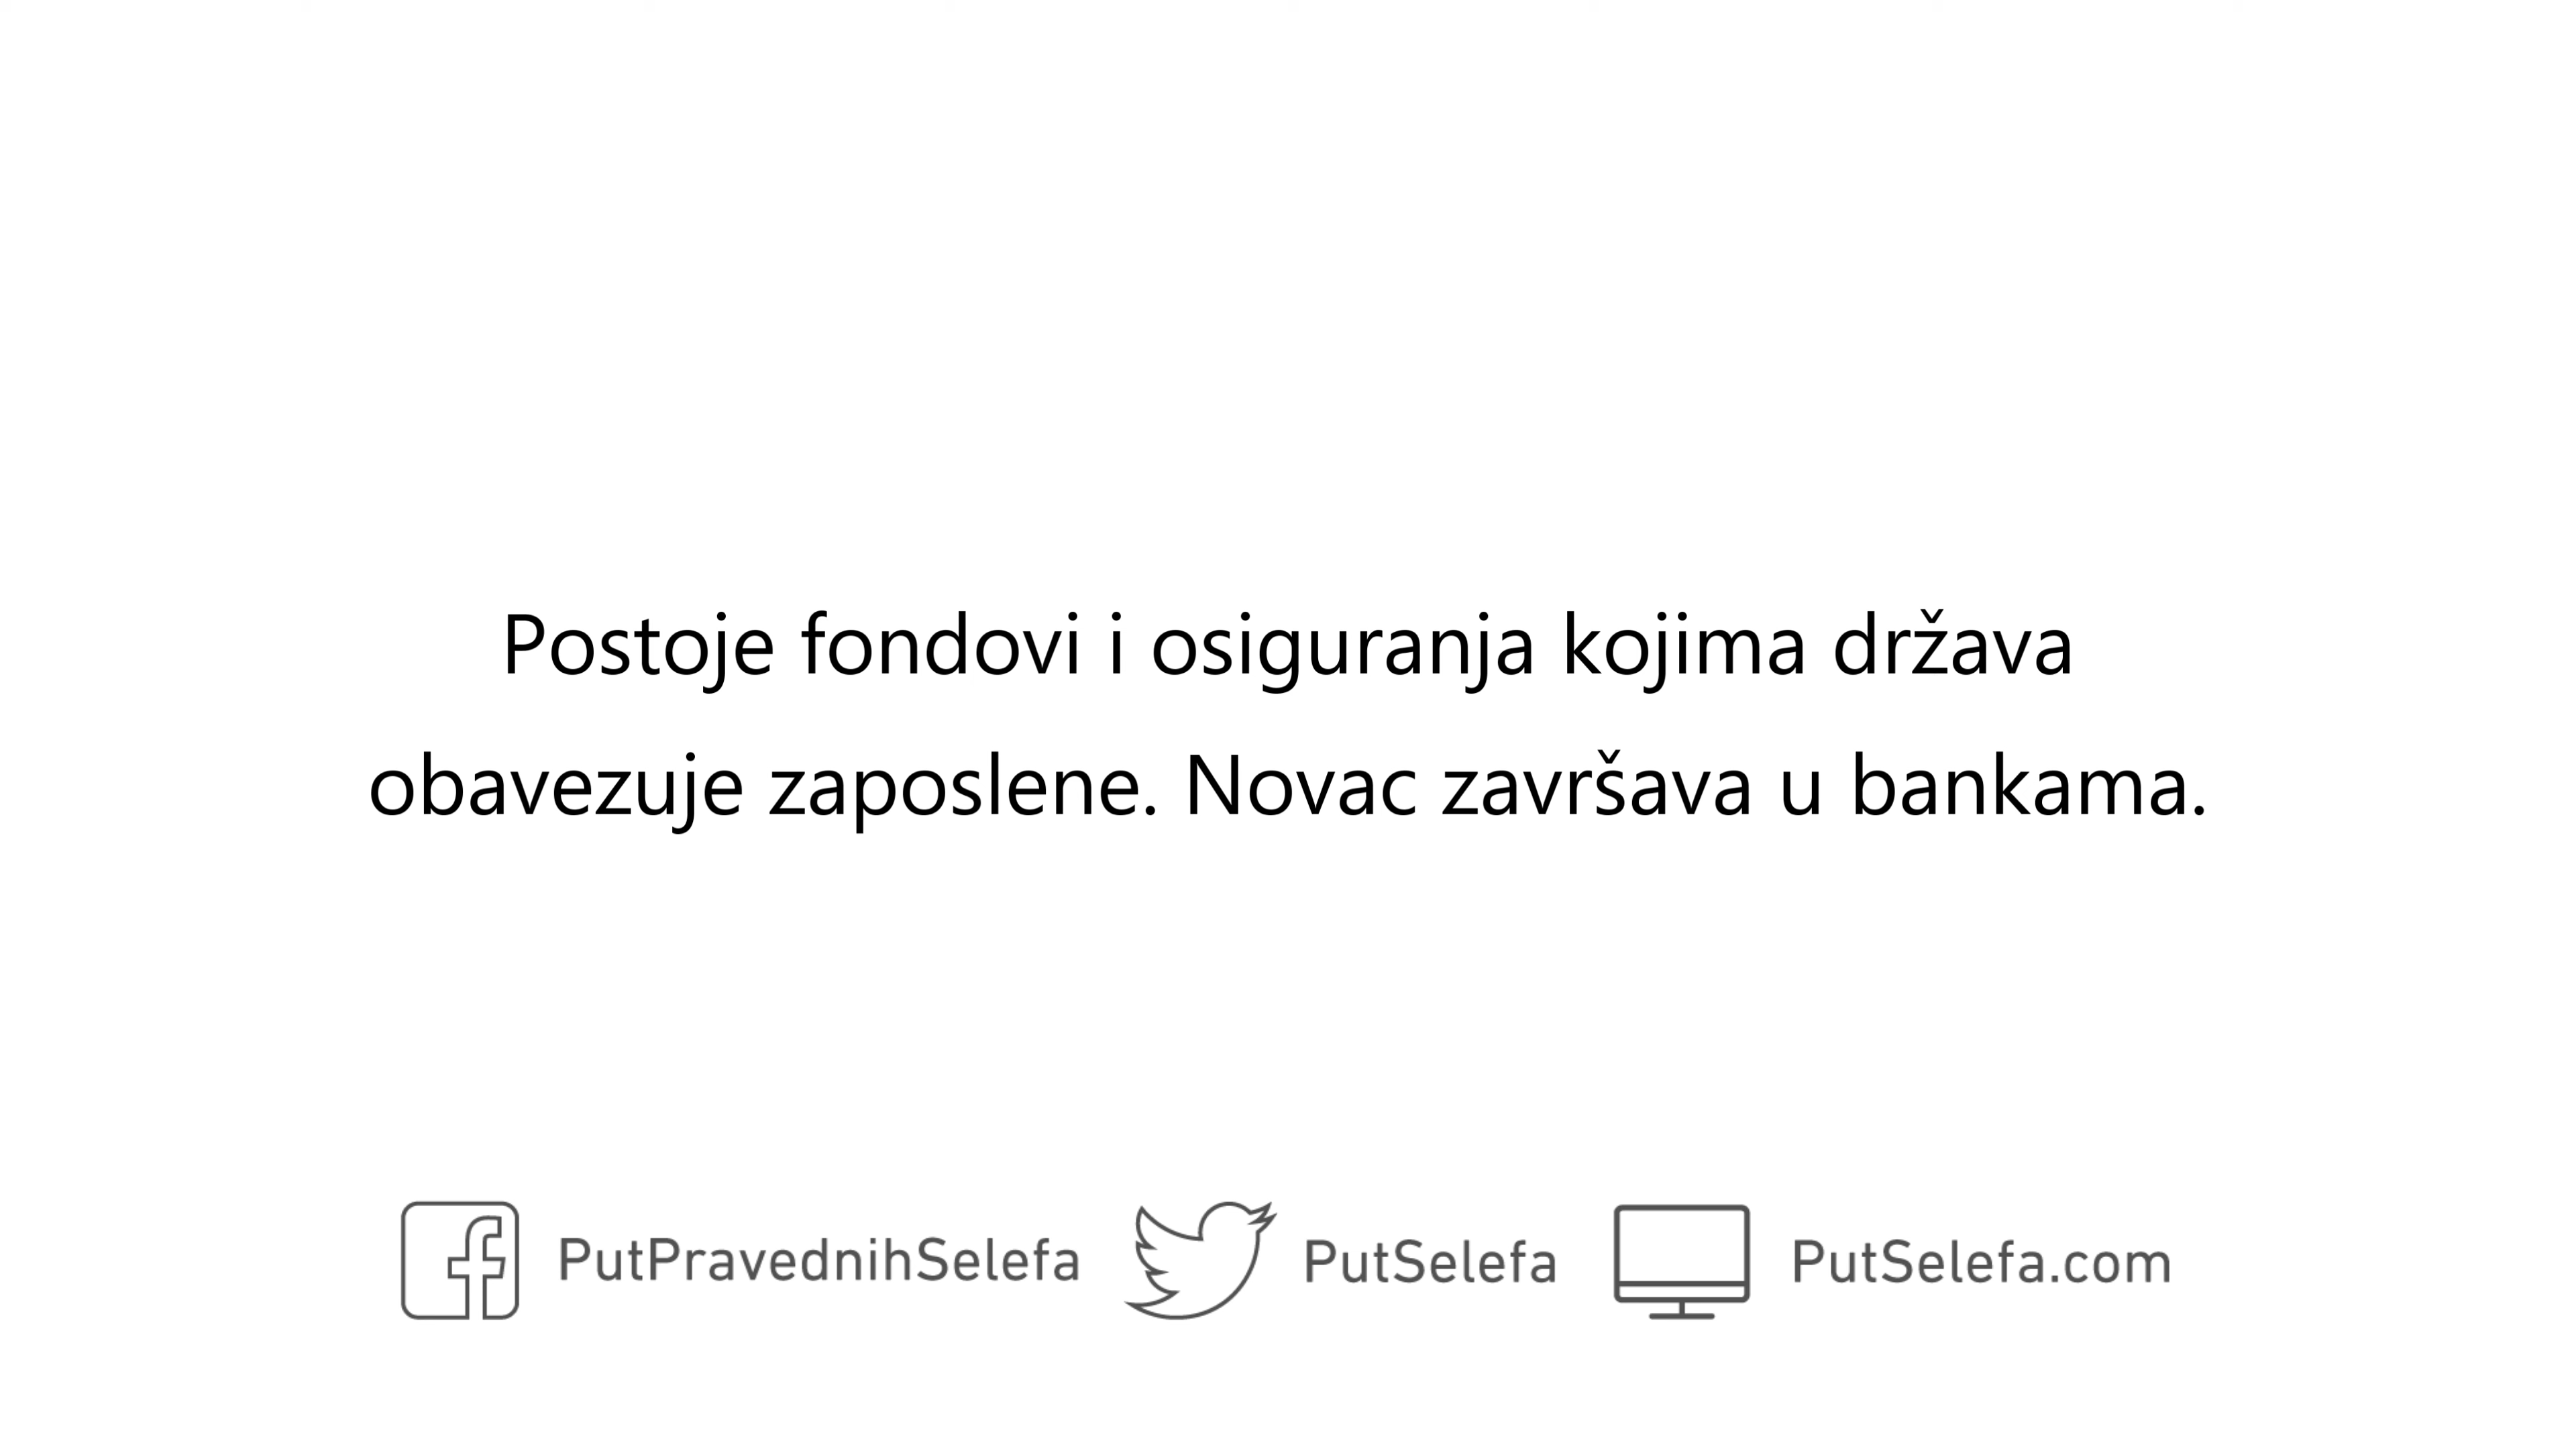 Postoje fondovi i osiguranja kojima država
obavezuje zaposlene. Novac završava u bankama.
PutPravednihSelefa PutSelefa PutSelefa.com